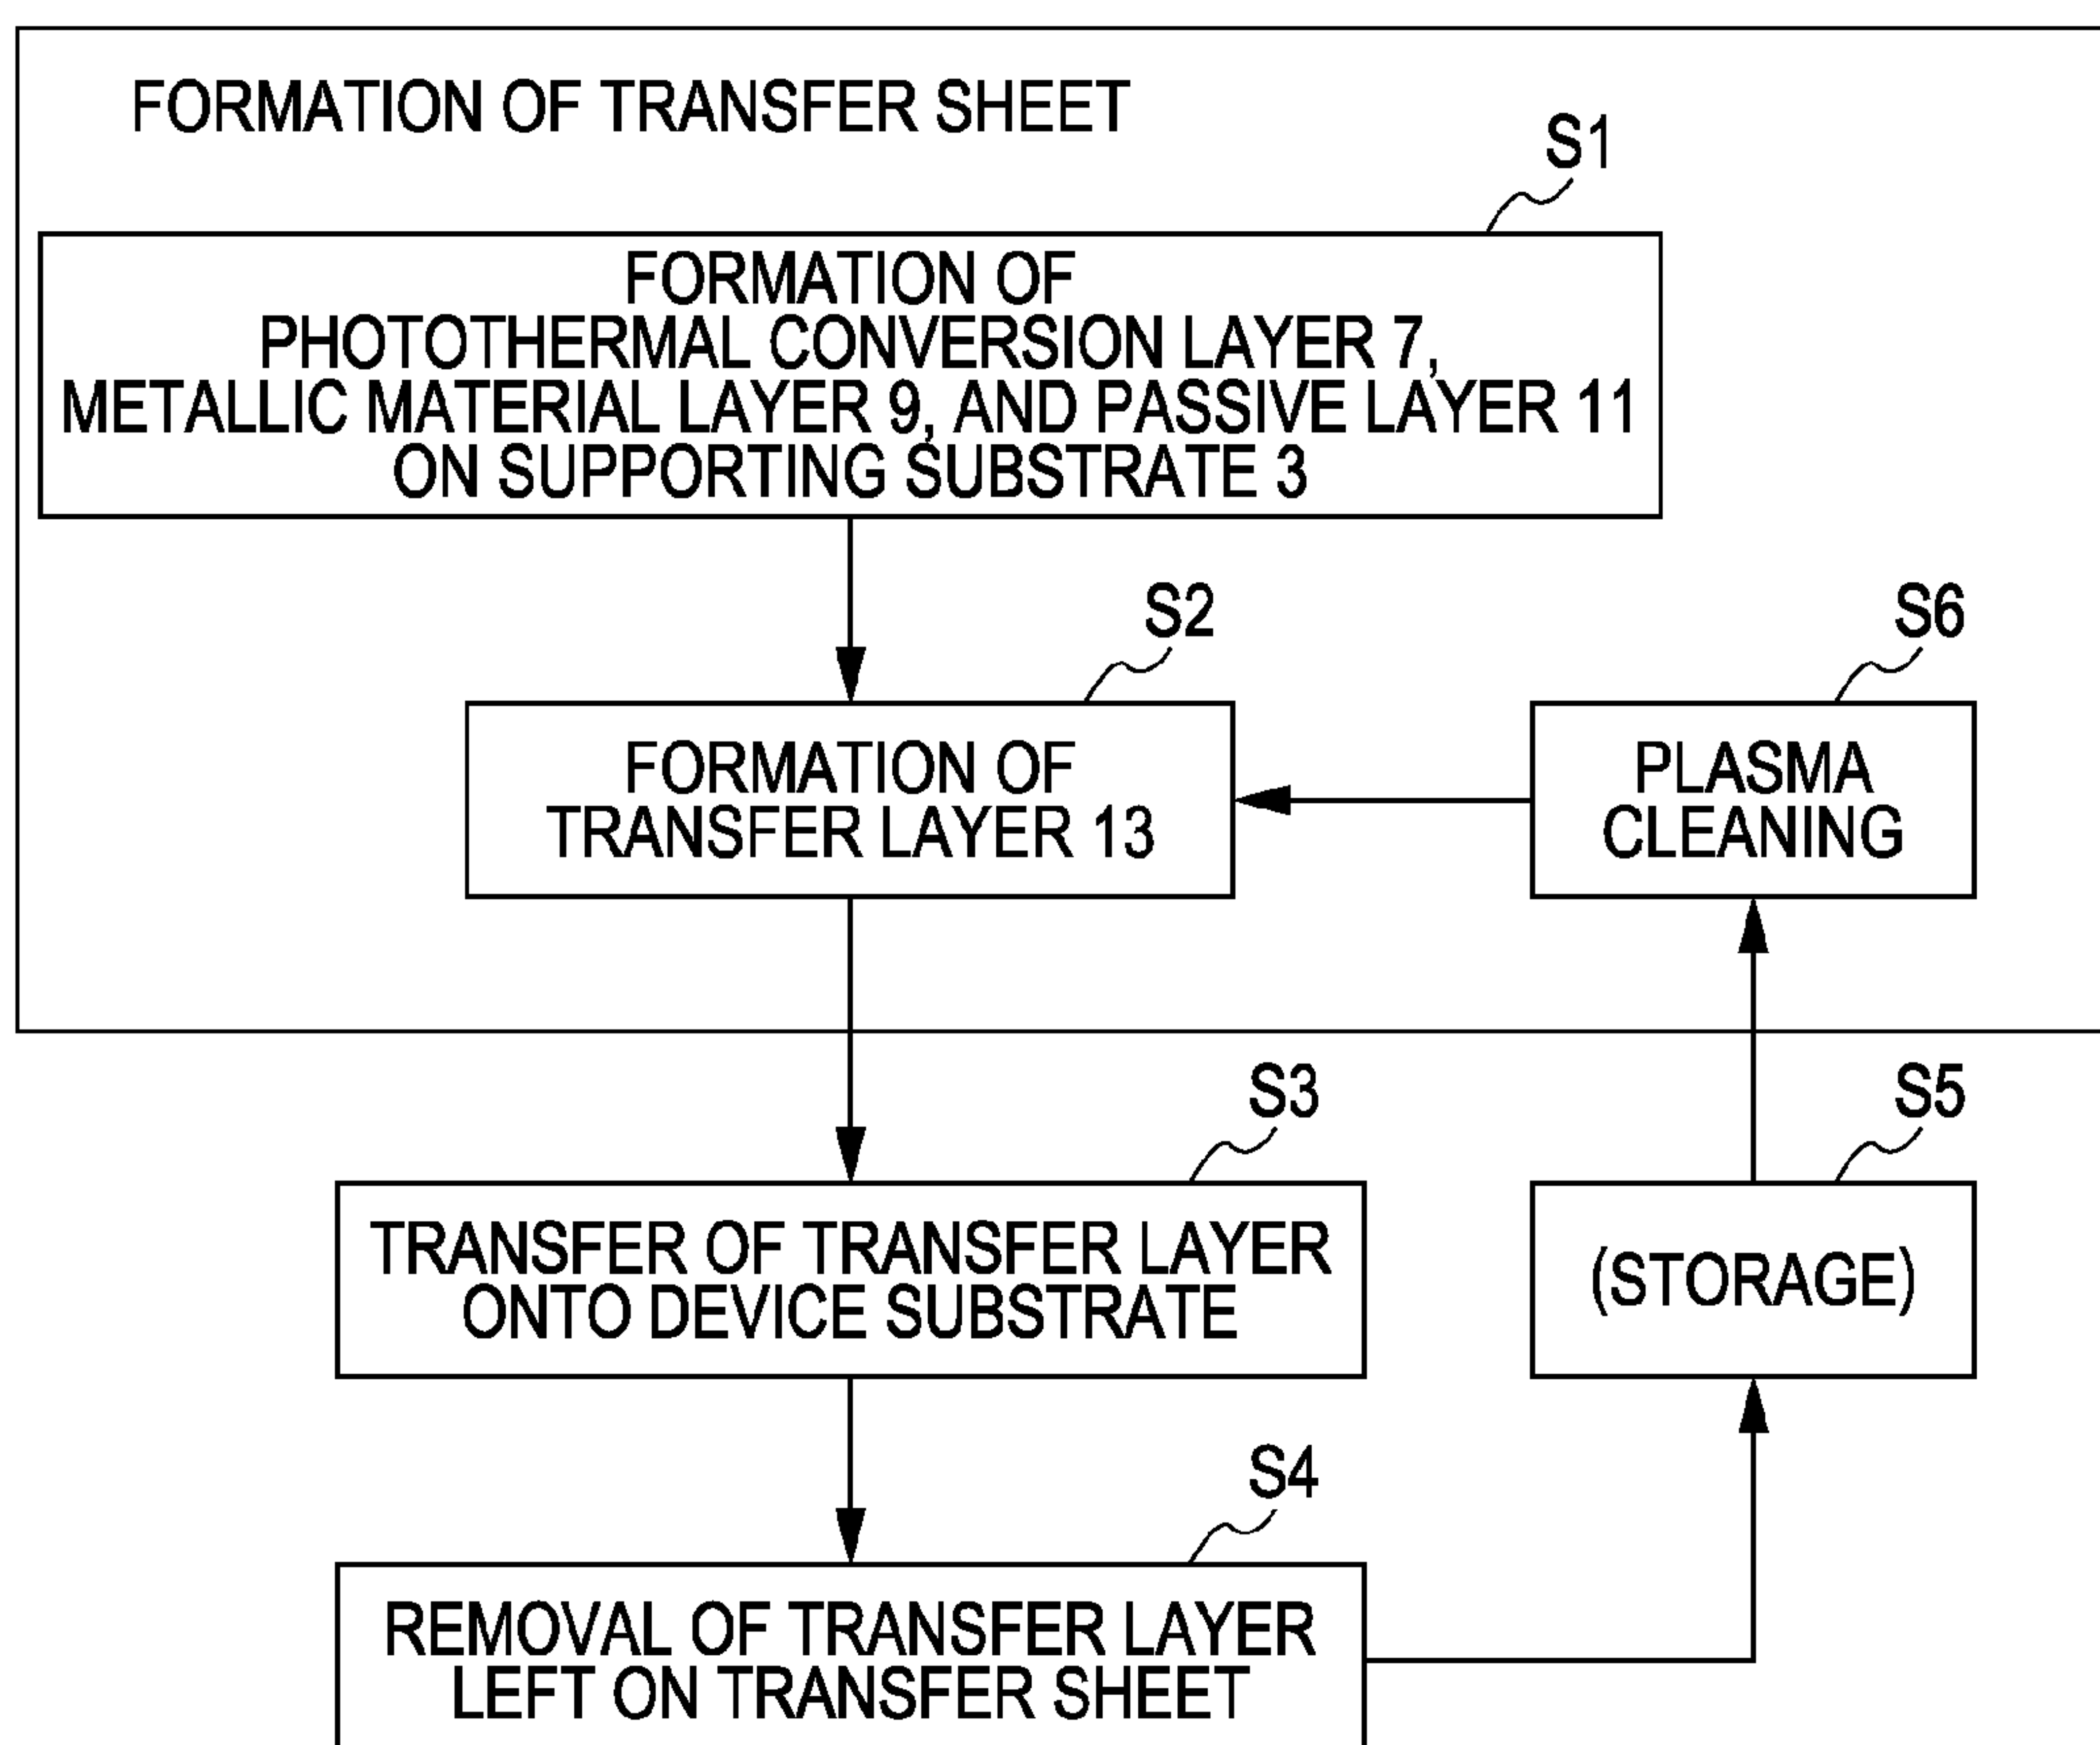 FORMATION OF TRANSFER SHEET
S1
FORMATION OF
PHOTOTHERMAL CONVERSION LAYER 7,
METALLIC MATERIAL LAYER 9, AND PASSIVE LAYER 11
ON SUPPORTING SUBSTRATE 3
S2
FORMATION OF
TRANSFER LAYER 13
S6
PLASMA
CLEANING
S3
TRANSFER OF TRANSFER LAYER
ONTO DEVICE SUBSTRATE
S5
(STORAGE)
S4
REMOVAL OF TRANSFER LAYER
LEFT ON TRANSFER SHEET